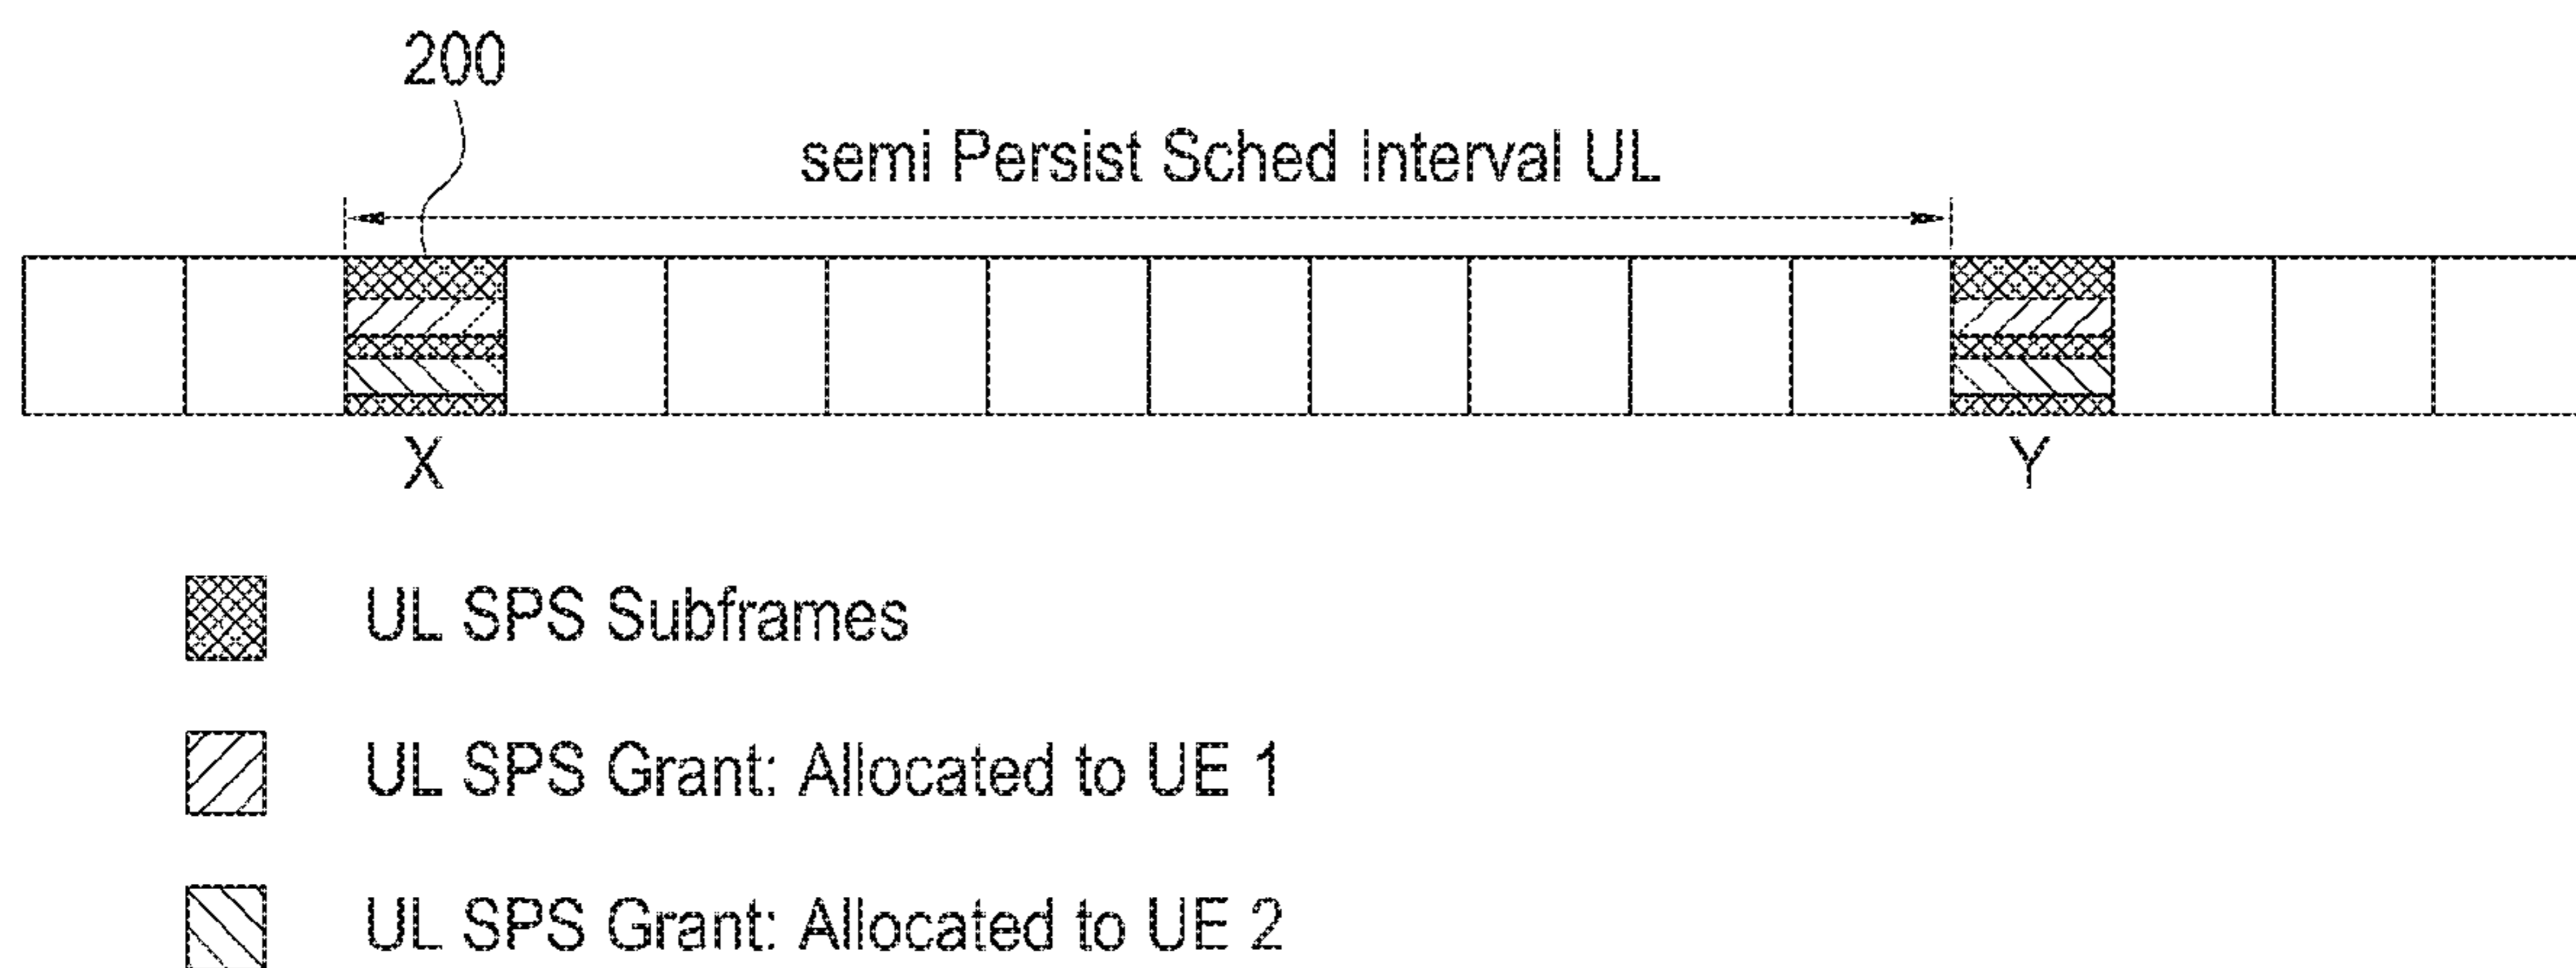 200
semi Persist Sched Interval UL
X
Y
UL SPS Subframes
UL SPS Grant: Allocated to UE 1
UL SPS Grant: Allocated to UE 2